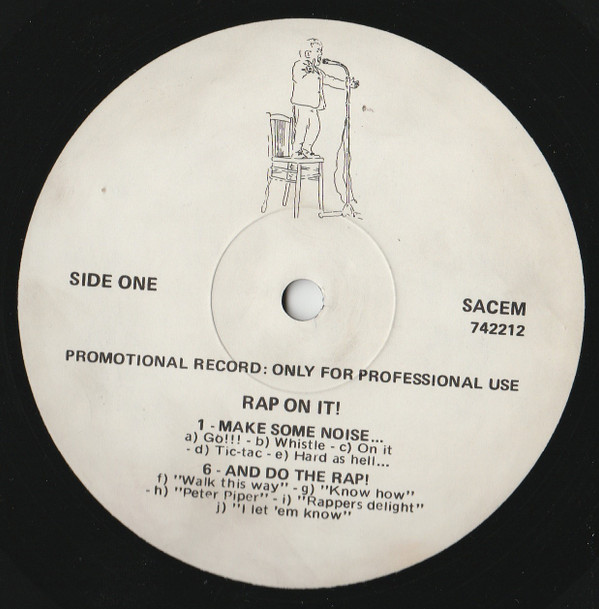 SIDE ONE
SACEM
742212
PROMOTIONAL RECORD: ONLY FOR PROFESSIONAL USE
RAP ON IT!
1 - MAKE SOME NOISE...
a) Go!!! - b) Whistle - c) On it
- d) Tic-tac - e) Hard as hell...
6 - AND DO THE RAP!
f) "Walk this way" - g) "Know how"
- h) "Peter Piper" - i) "Rappers delight"
j) "I let 'em know"